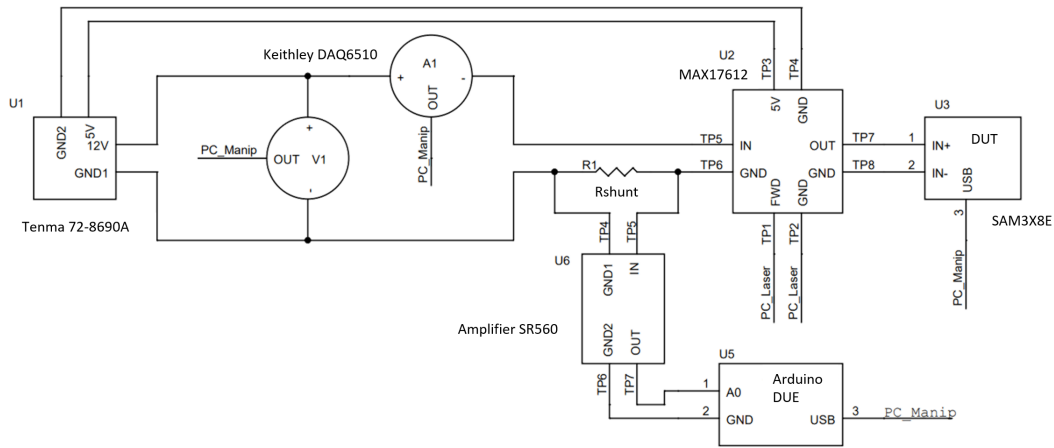 Keithley DAQ6510
A1
+
-
OUT
PC_Manip
U2
MAX17612
TP3
TP4
5V
GND
U1
GND2
5V
12V
GND1
Tenma 72-8690A
PC_Manip
+
OUT
V1
-
TP5
TP6
IN
GND
OUT
GND
FWD
GND
TP7
TP8
TP1
TP2
PC_Laser
PC_Laser
U3
DUT
1
2
IN+
IN-
USB
3
SAM3X8E
PC_Manip
R1
Rshunt
TP4
TP5
U6
GND1
IN
GND2
OUT
Amplifier SR560
TP6
TP7
U5
Arduino
DUE
1
2
A0
GND
USB
3
PC_Manip